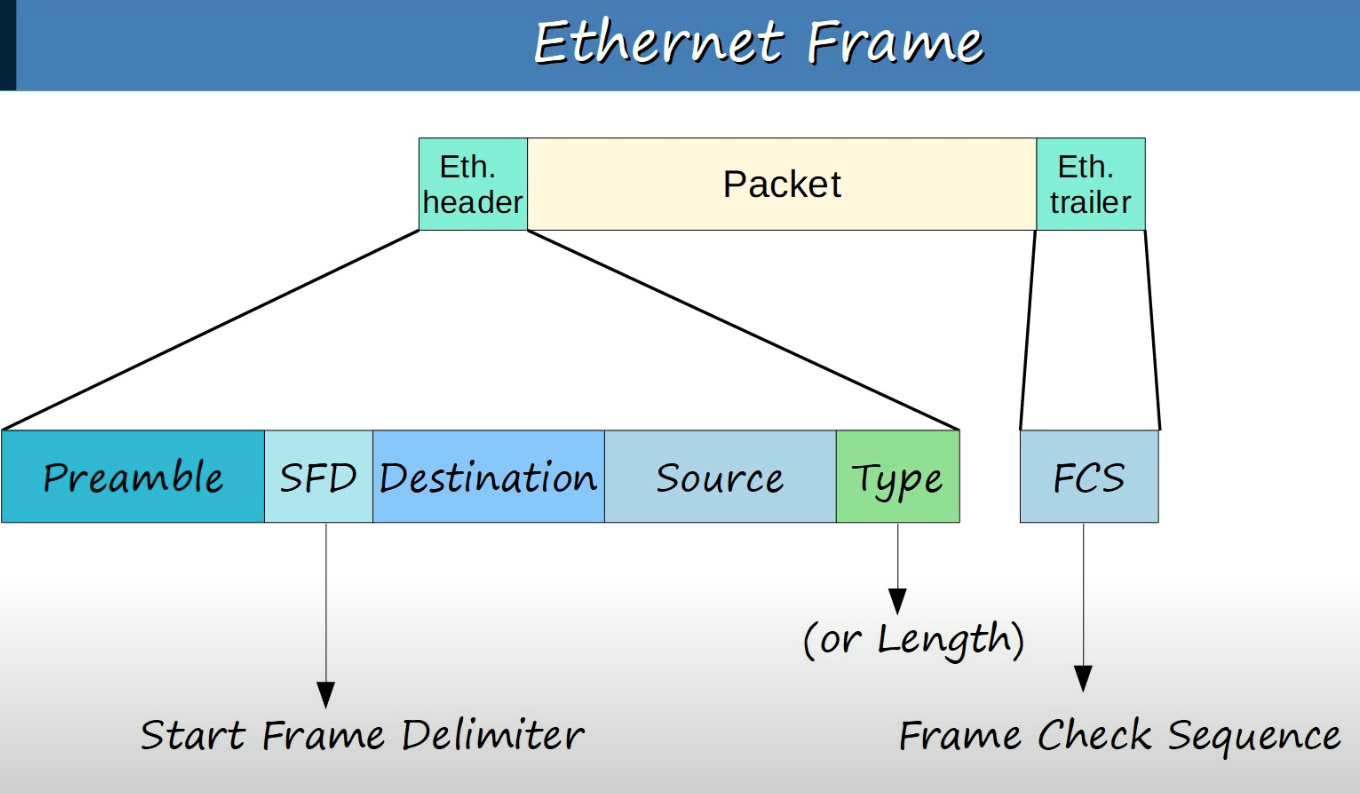 Ethernet Frame
Eth.
header
Packet
Eth.
trailer
Preamble
SFD
Destination
Source
Type
FCS
(or Length)
Start Frame Delimiter
Frame Check Sequence